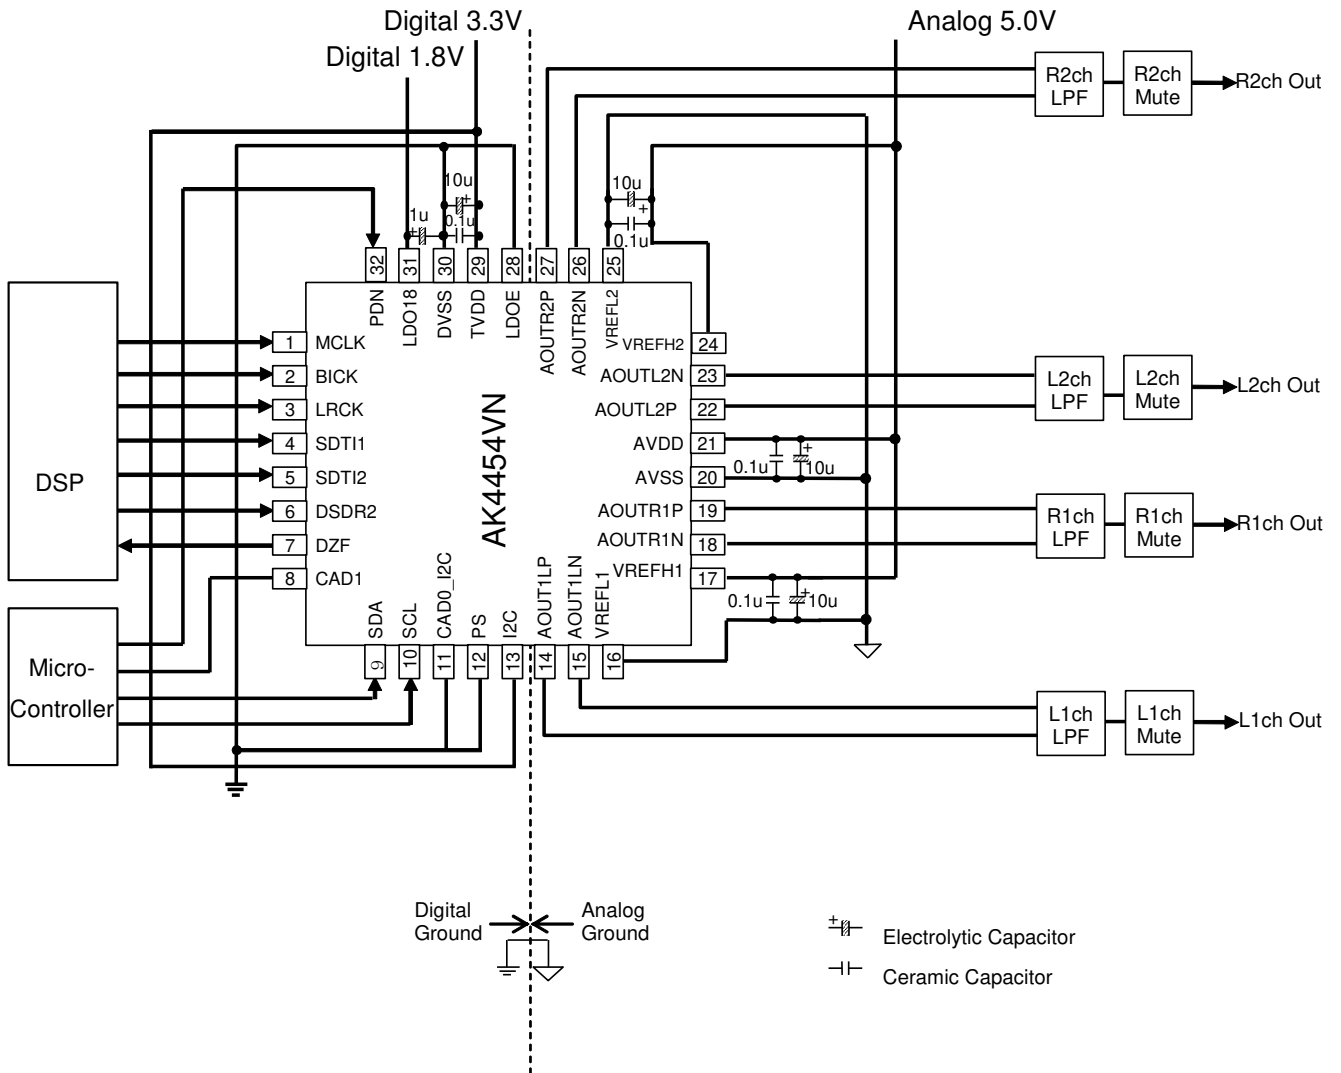 Digital 3.3V
Digital 1.8V
Analog 5.0V
R2ch
LPF
R2ch
Mute
R2ch Out
10u
1u
0.1u
10u
0.1u
32
31
30
29
28
27
26
25
PDN
LDO18
DVSS
TVDD
LDOE
AOUTR2P
AOUTR2N
VREFL2
DSP
1
MCLK
2
BICK
3
LRCK
4
SDTI1
5
SDTI2
6
DSDR2
7
DZF
8
CAD1
AK4454VN
VREFH2
24
AOUTL2N
23
AOUTL2P
22
AVDD
21
AVSS
20
AOUTR1P
19
AOUTR1N
18
VREFH1
17
0.1u
10u
0.1u
10u
L2ch
LPF
L2ch
Mute
L2ch Out
R1ch
LPF
R1ch
Mute
R1ch Out
Micro-
Controller
SDA
SCL
CAD0_I2C
PS
I2C
AOUT1LP
AOUT1LN
VREFL1
9
10
11
12
13
14
15
16
L1ch
LPF
L1ch
Mute
L1ch Out
Digital
Ground
Analog
Ground
Electrolytic Capacitor
Ceramic Capacitor